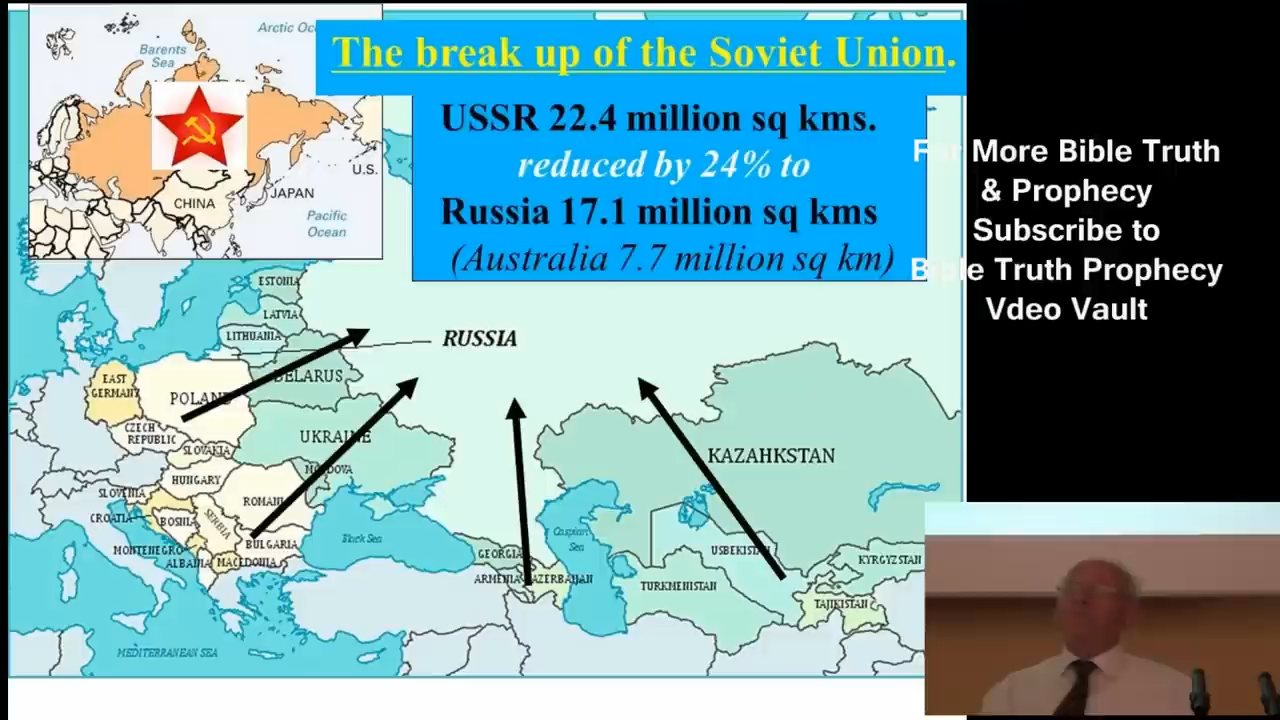 The break up of the Soviet Union.
USSR 22.4 million sq kms.
reduced by 24% to
Russia 17.1 million sq kms
(Australia 7.7 million sq km)
For More Bible Truth
& Prophecy
Subscribe to
Bible Truth Prophecy
Vdeo Vault
Barents
Sea
U.S.
JAPAN
CHINA
Pacific
Ocean
ESTONIA
LATVIA
LITHUANIA
RUSSIA
BELARUS
EAST
GERMANY
POLAND
CZECH
REPUBLIC
SLOVAKIA
UKRAINE
MOLDOVA
KAZAHKSTAN
HUNGARY
SLOVENIA
ROMANIA
CROATIA
BOSNIA
SERBIA
MONTENEGRO
BULGARIA
ALBANIA
MACEDONIA
Black Sea
Caspian
Sea
GEORGIA
ARMENIA
AZERBAIJAN
UZBEKISTAN
KYRGYZSTAN
TURKMENISTAN
TAJIKISTAN
MEDITERRANEAN SEA